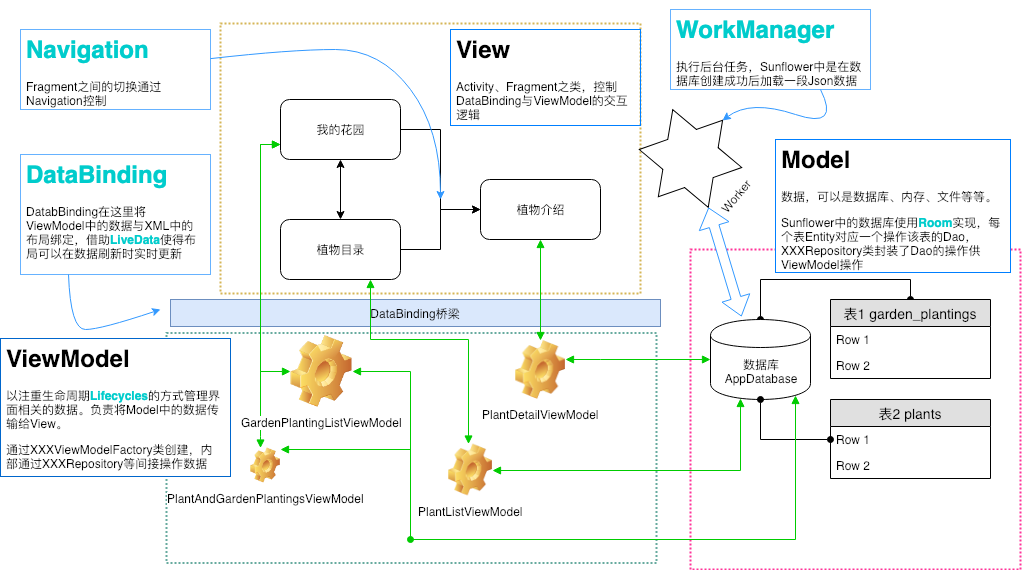 Navigation
Fragment之间的切换通过
Navigation控制
DataBinding
DatabBinding在这里将
ViewModel中的数据与XML中的
布局绑定，借助LiveData使得布
局可以在数据刷新时实时更新
View
Activity、Fragment之类，控制
DataBinding与ViewModel的交互
逻辑
我的花园
植物目录
植物介绍
WorkManager
执行后台任务，Sunflower中是在数
据库创建成功后加载一段Json数据
Worker
Model
数据，可以是数据库、内存、文件等等。
Sunflower中的数据库使用Room实现，每
个表Entity对应一个操作该表的Dao，
XXXRepository类封装了Dao的操作供
ViewModel操作
DataBinding桥梁
ViewModel
以注重生命周期Lifecycles的方式管理界
面相关的数据。负责将Model中的数据传
输给View。
通过XXXViewModelFactory类创建，内
部通过XXXRepository等间接操作数据
GardenPlantingListViewModel
PlantAndGardenPlantingsViewModel
PlantDetailViewModel
PlantListViewModel
数据库
AppDatabase
表1 garden_plantings
Row 1
Row 2
表2 plants
Row 1
Row 2